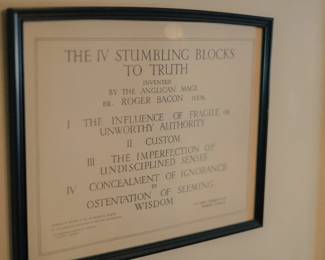 THE IV STUMBLING BLOCKS
TO TRUTH
INVENTED
BY THE ANGLICAN MAGE
FR. ROGER BACON
I THE INFLUENCE OF FRAGILE OR
UNWORTHY AUTHORITY
II CUSTOM
III THE IMPERFECTION OF
UNDISCIPLINED SENSES
IV CONCEALMENT OF IGNORANCE
BY
OSTENTATION OF SEEMING
WISDOM